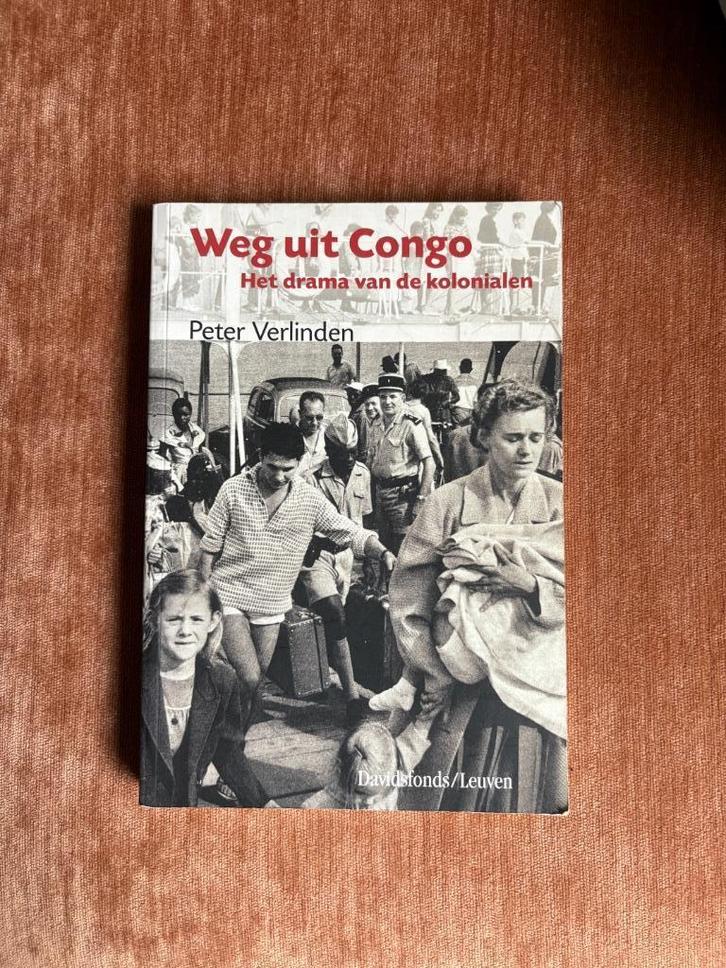 Weg uit Congo
Het drama van de kolonialen
Peter Verlinden
Davidsfonds/Leuven